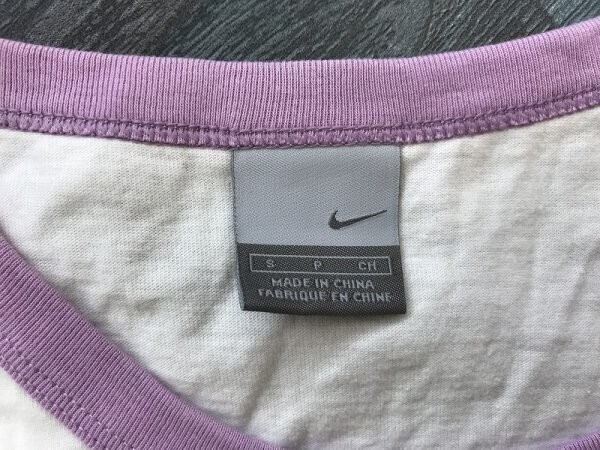 S P CH
MADE IN CHINA
FABRIQUE EN CHINE